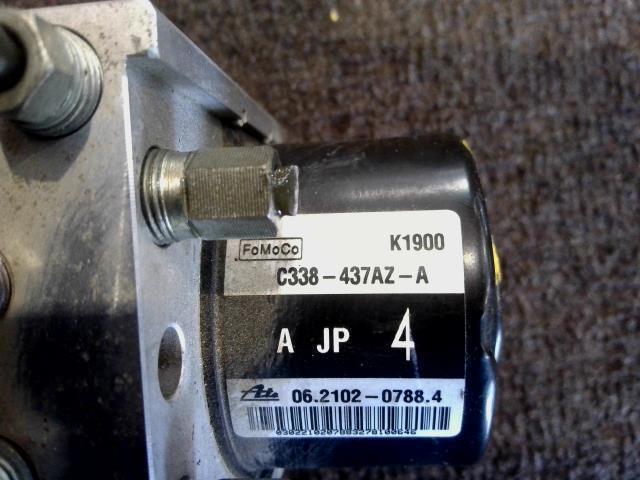 K1900
FoMoCo
C338-437AZ-A
A JP 4
Ate 06.2102-0788.4